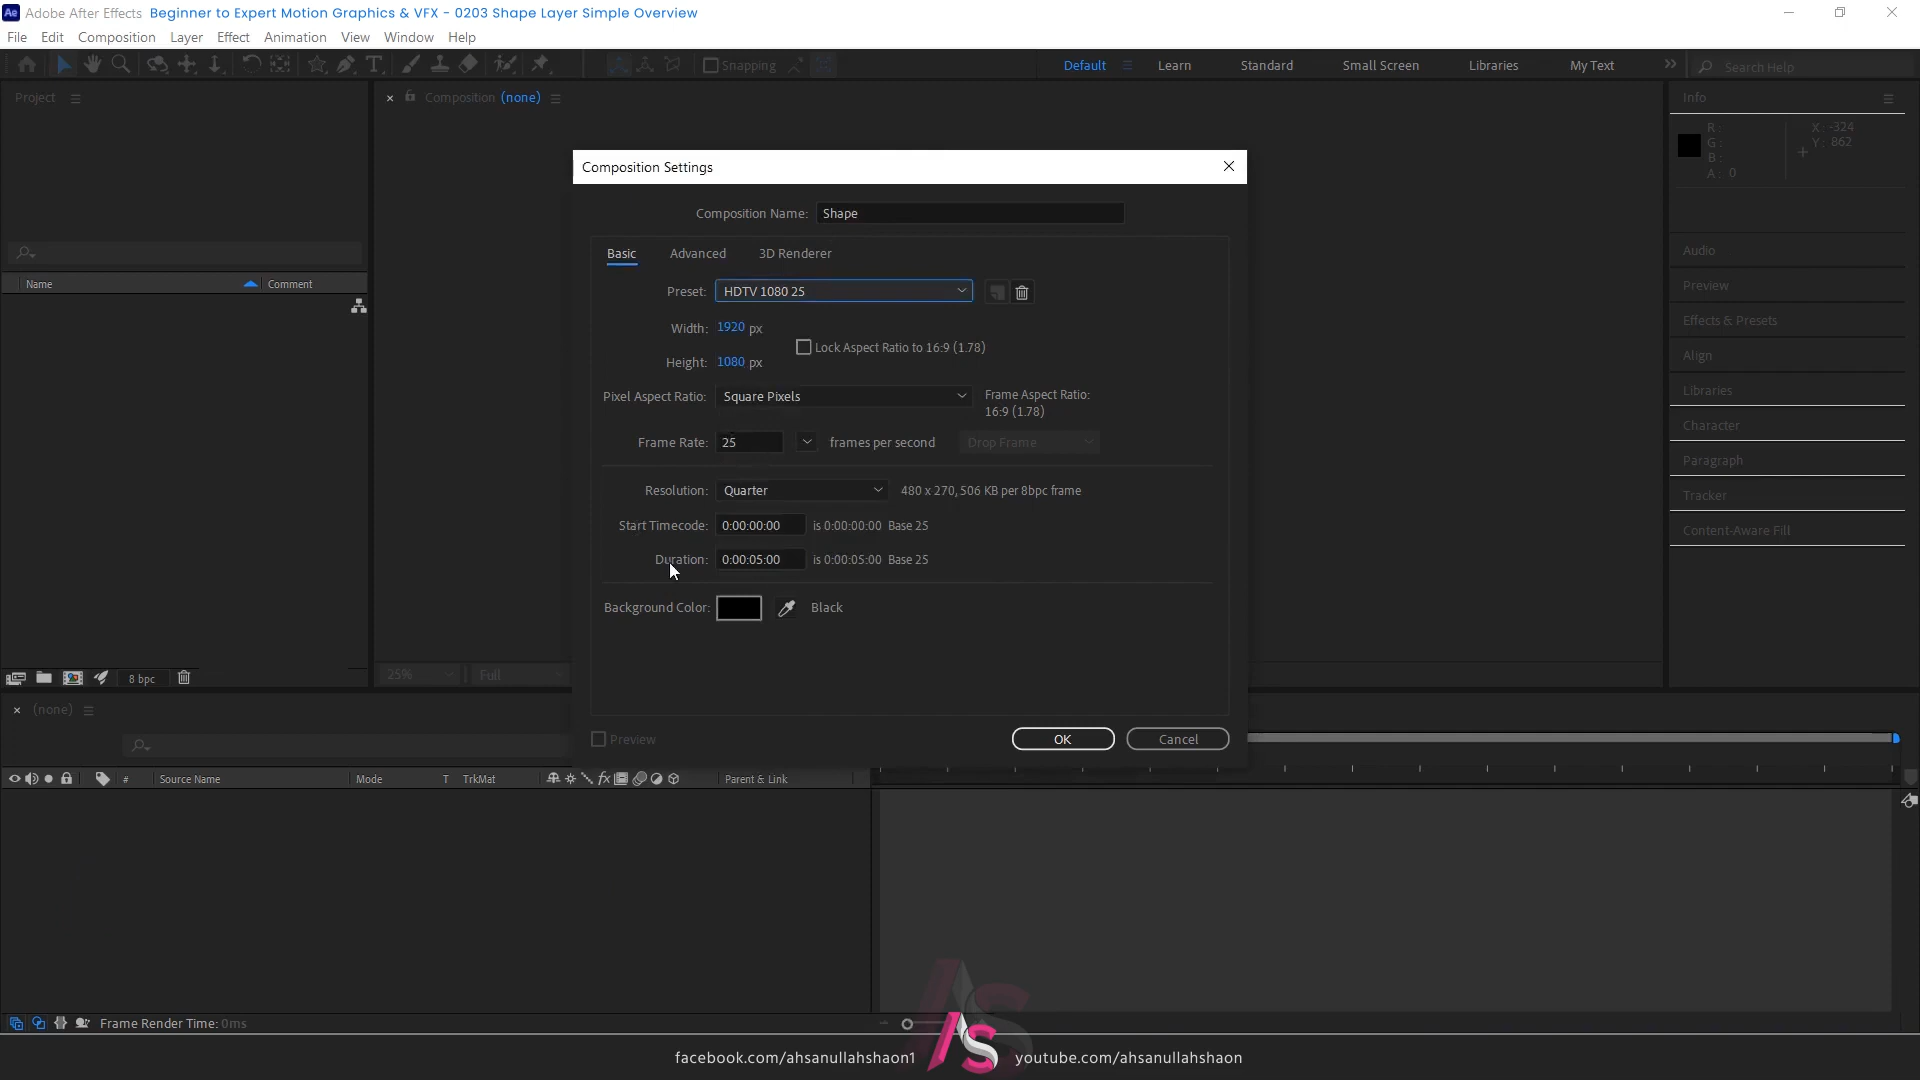 Adobe After Effects Beginner to Expert Motion Graphics & VFX - 0203 Shape Layer Simple Overview
File Edit Composition Layer Effect Animation View Window Help
Snapping Default Learn Standard Small Screen Libraries My Text Search Help
Project
Composition (none)
Info
R:
G:
B:
A: 0
X: -324
Y: 862
Composition Settings
Composition Name: Shape
Basic Advanced 3D Renderer
Preset: HDTV 1080 25
Width: 1920 px
Lock Aspect Ratio to 16:9 (1.78)
Height: 1080 px
Pixel Aspect Ratio: Square Pixels
Frame Aspect Ratio:
16:9 (1.78)
Frame Rate: 25 frames per second Drop Frame
Resolution: Quarter 480 x 270, 506 KB per 8bpc frame
Start Timecode: 0:00:00:00 is 0:00:00:00 Base 25
Duration: 0:00:05:00 is 0:00:05:00 Base 25
Background Color: Black
Preview OK Cancel
Name Comment
Audio
Preview
Effects & Presets
Align
Libraries
Character
Paragraph
Tracker
Content-Aware Fill
8 bpc
25% Full
(none)
# Source Name Mode T TrkMat fx Parent & Link
Frame Render Time: 0ms
facebook.com/ahsanullahshaon1 AS youtube.com/ahsanullahshaon